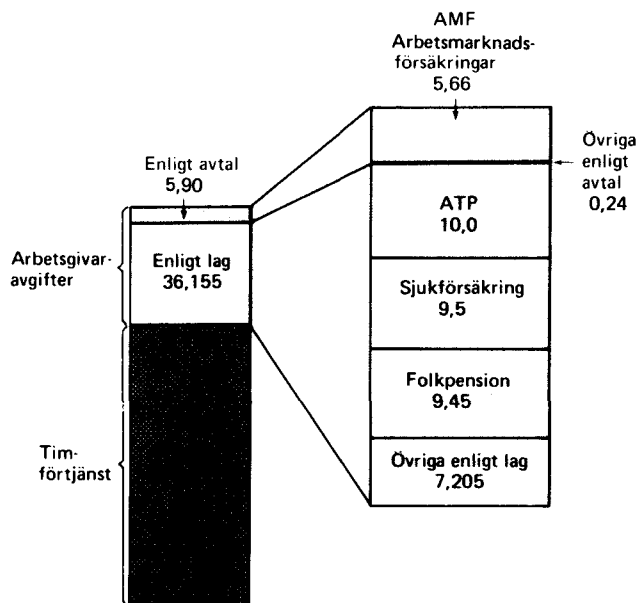 AMF
Arbetsmarknads-
försäkringar
5,66
Övriga
enligt
avtal
0,24
Enligt avtal
5,90
Arbetsgivar-
avgifter
Enligt lag
36,155
Tim-
förtjänst
ATP
10,0
Sjukförsäkring
9,5
Folkpension
9,45
Övriga enligt lag
7,205